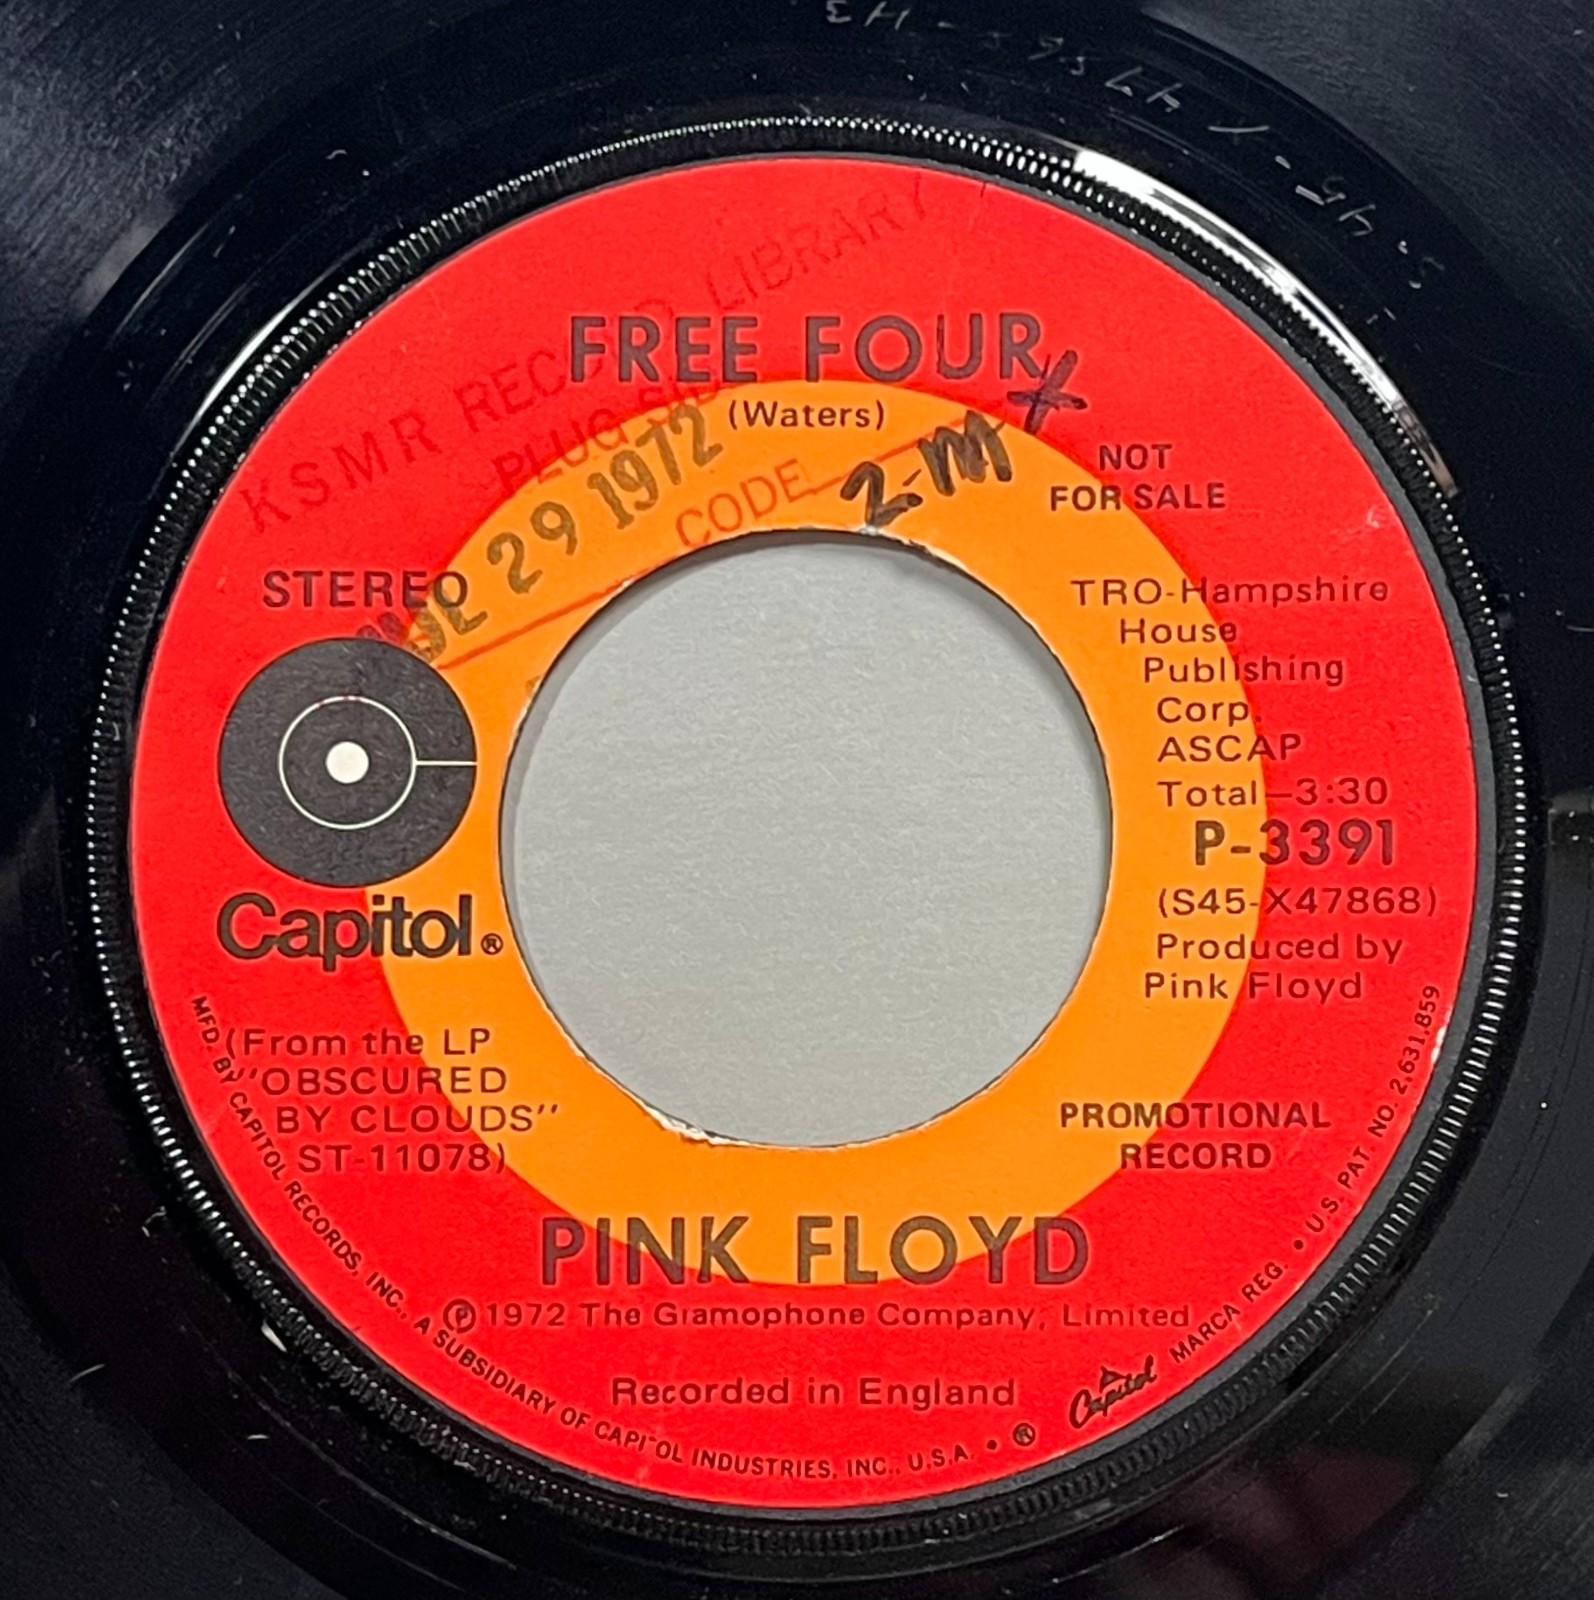 KSMR RECORD LIBRARY
FREE FOUR
(Waters)
29 1972
CODE
2-M
NOT
FOR SALE
STEREO
TRO-Hampshire
House
Publishing
Corp.
ASCAP
Total—3:30
P-3391
(S45-X47868)
Produced by
Pink Floyd
Capitol®
(From the LP
"OBSCURED
BY CLOUDS"
ST-11078)
PROMOTIONAL
RECORD
PINK FLOYD
Ⓟ 1972 The Gramophone Company, Limited
Recorded in England
MFD. BY CAPITOL RECORDS, INC., A SUBSIDIARY OF CAPITOL INDUSTRIES, INC., U.S.A. • ® Capitol MARCA REG. • U.S. PAT. NO. 2,631,859